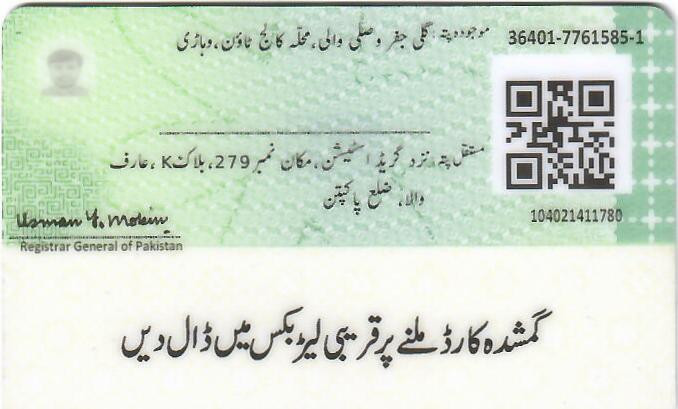 36401-7761585-1
موجودہ پتہ: گلی جفر وصلی والی، محلہ کالج ٹاؤن، وہاڑی
مستقل پتہ: نزد گریڈ اسٹیشن، مکان نمبر 279، بلاک K، عارف
والا، ضلع پاکپتن
104021411780
Usman Y. Mobin
Registrar General of Pakistan
گمشدہ کارڈ ملنے پر قریبی لیٹر بکس میں ڈال دیں